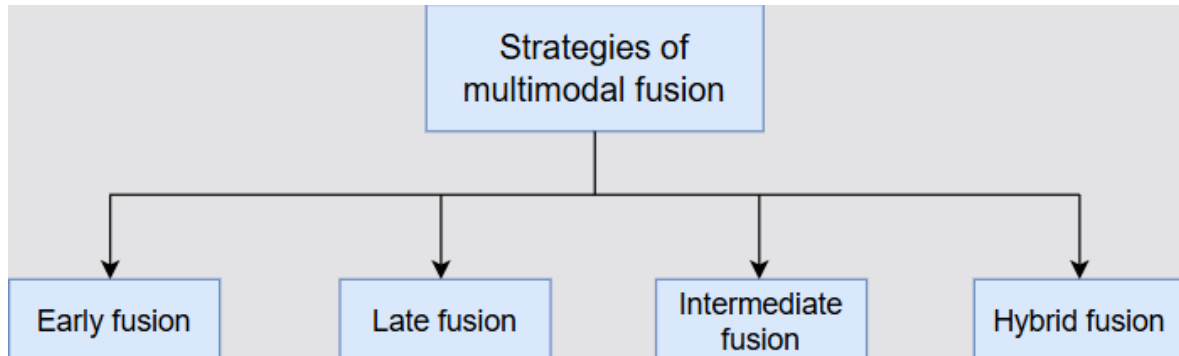 Strategies of
multimodal fusion
Early fusion
Late fusion
Intermediate
fusion
Hybrid fusion